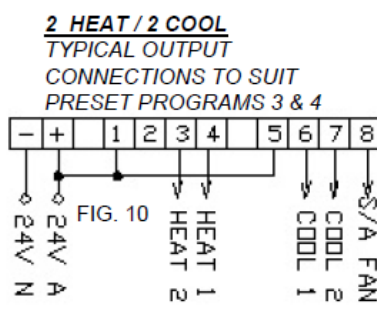 2 HEAT / 2 COOL
TYPICAL OUTPUT
CONNECTIONS TO SUIT
PRESET PROGRAMS 3 & 4
- + 1 2 3 4 5 6 7 8
FIG. 10
24V N
24V A
HEAT 2
HEAT 1
COOL 1
COOL 2
S/A FAN